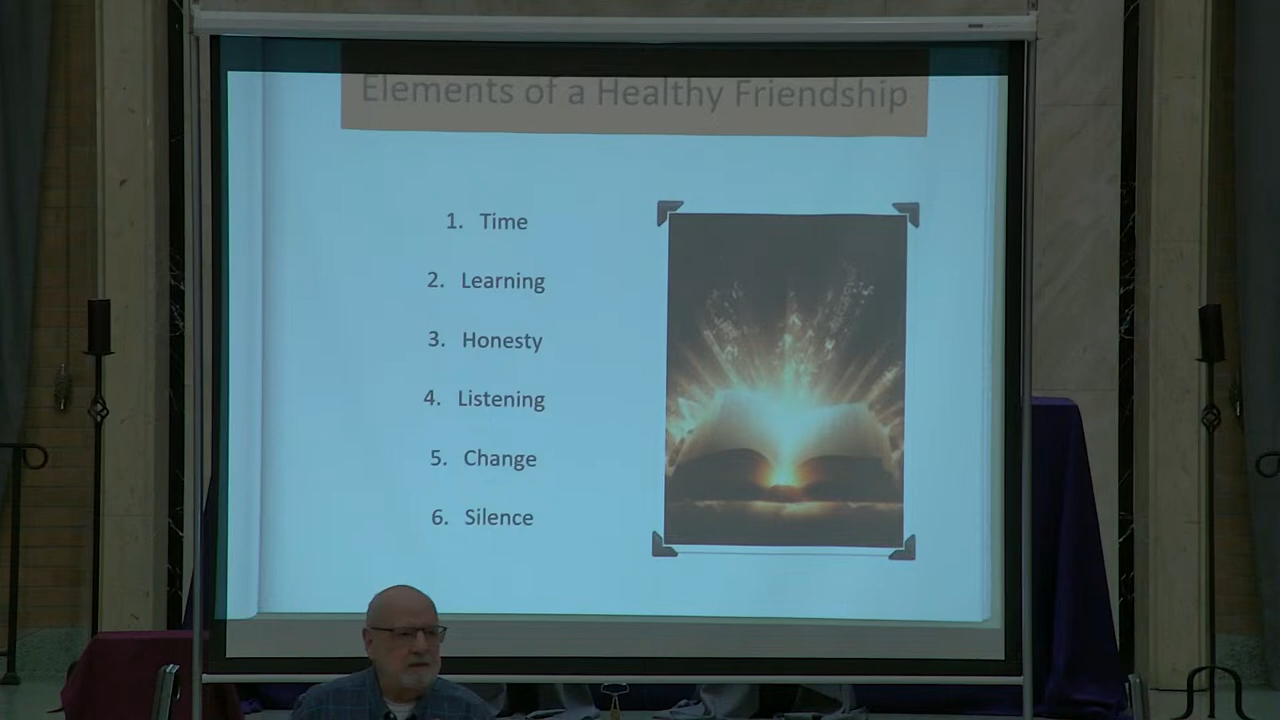 Elements of a Healthy Friendship
1. Time
2. Learning
3. Honesty
4. Listening
5. Change
6. Silence